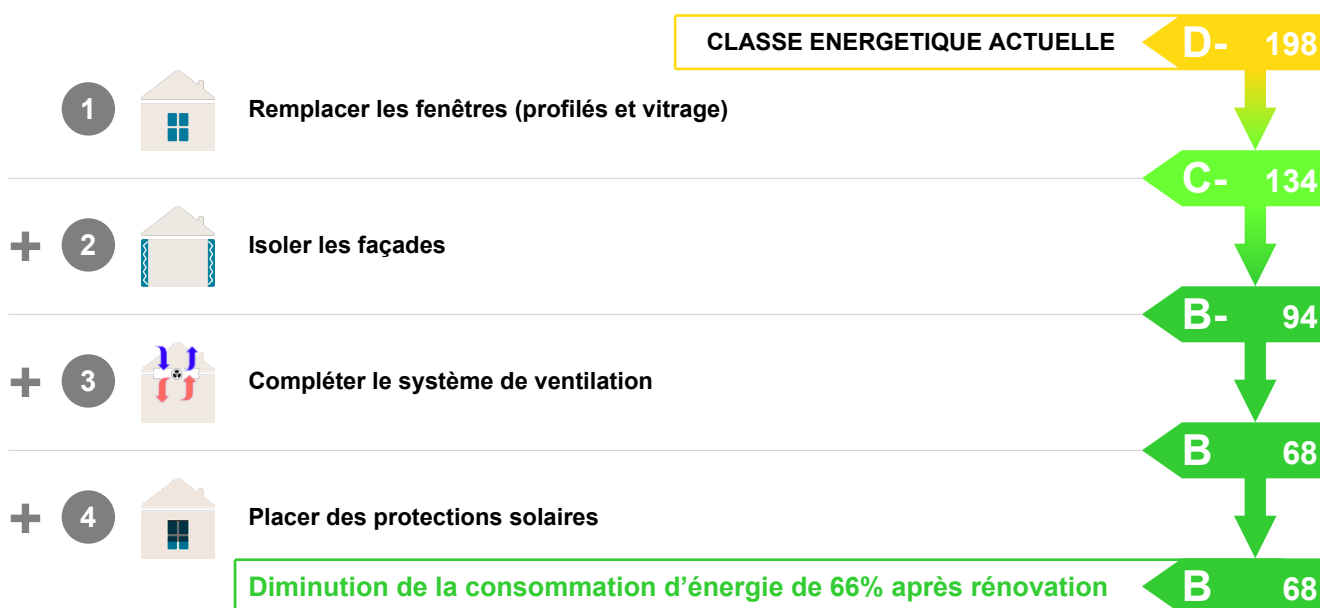 CLASSE ENERGETIQUE ACTUELLE D- 198
1 Remplacer les fenêtres (profilés et vitrage)
C- 134
+ 2 Isoler les façades
B- 94
+ 3 Compléter le système de ventilation
B 68
+ 4 Placer des protections solaires
Diminution de la consommation d’énergie de 66% après rénovation B 68